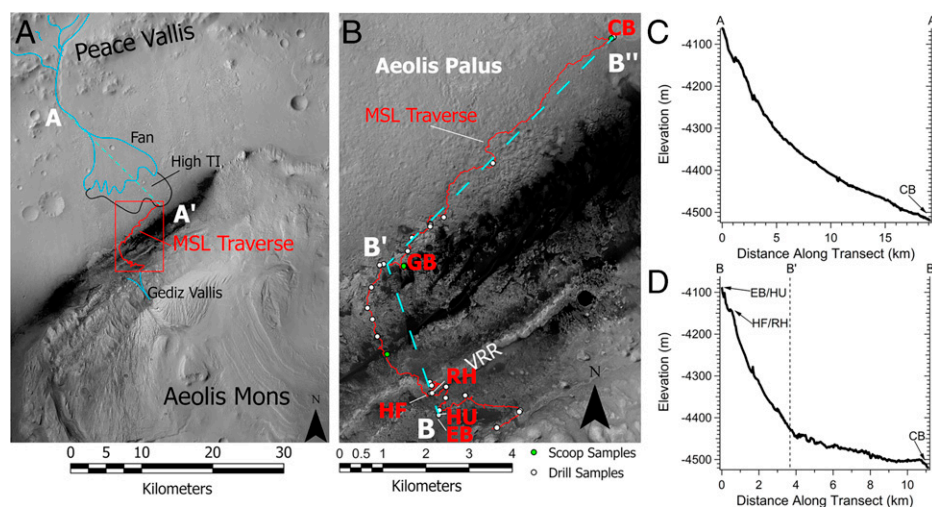 A
Peace Vallis
A
Fan
High TI
A'
MSL Traverse
Gediz Vallis
Aeolis Mons
N
0 10 20 30
Kilometers
B
CB
Aeolis Palus
B"
MSL Traverse
B'
GB
VRR
RH
HF
HU
B
EB
N
0 0.5 1 2 3 4
Kilometers
Scoop Samples
Drill Samples
C
A
A'
-4100
-4200
-4300
-4400
-4500
Elevation (m)
CB
0 5 10 15
Distance Along Transect (km)
D
B B'
EB/HU
HF/RH
-4100
-4200
-4300
-4400
-4500
Elevation (m)
CB
0 2 4 6 8 10
Distance Along Transect (km)